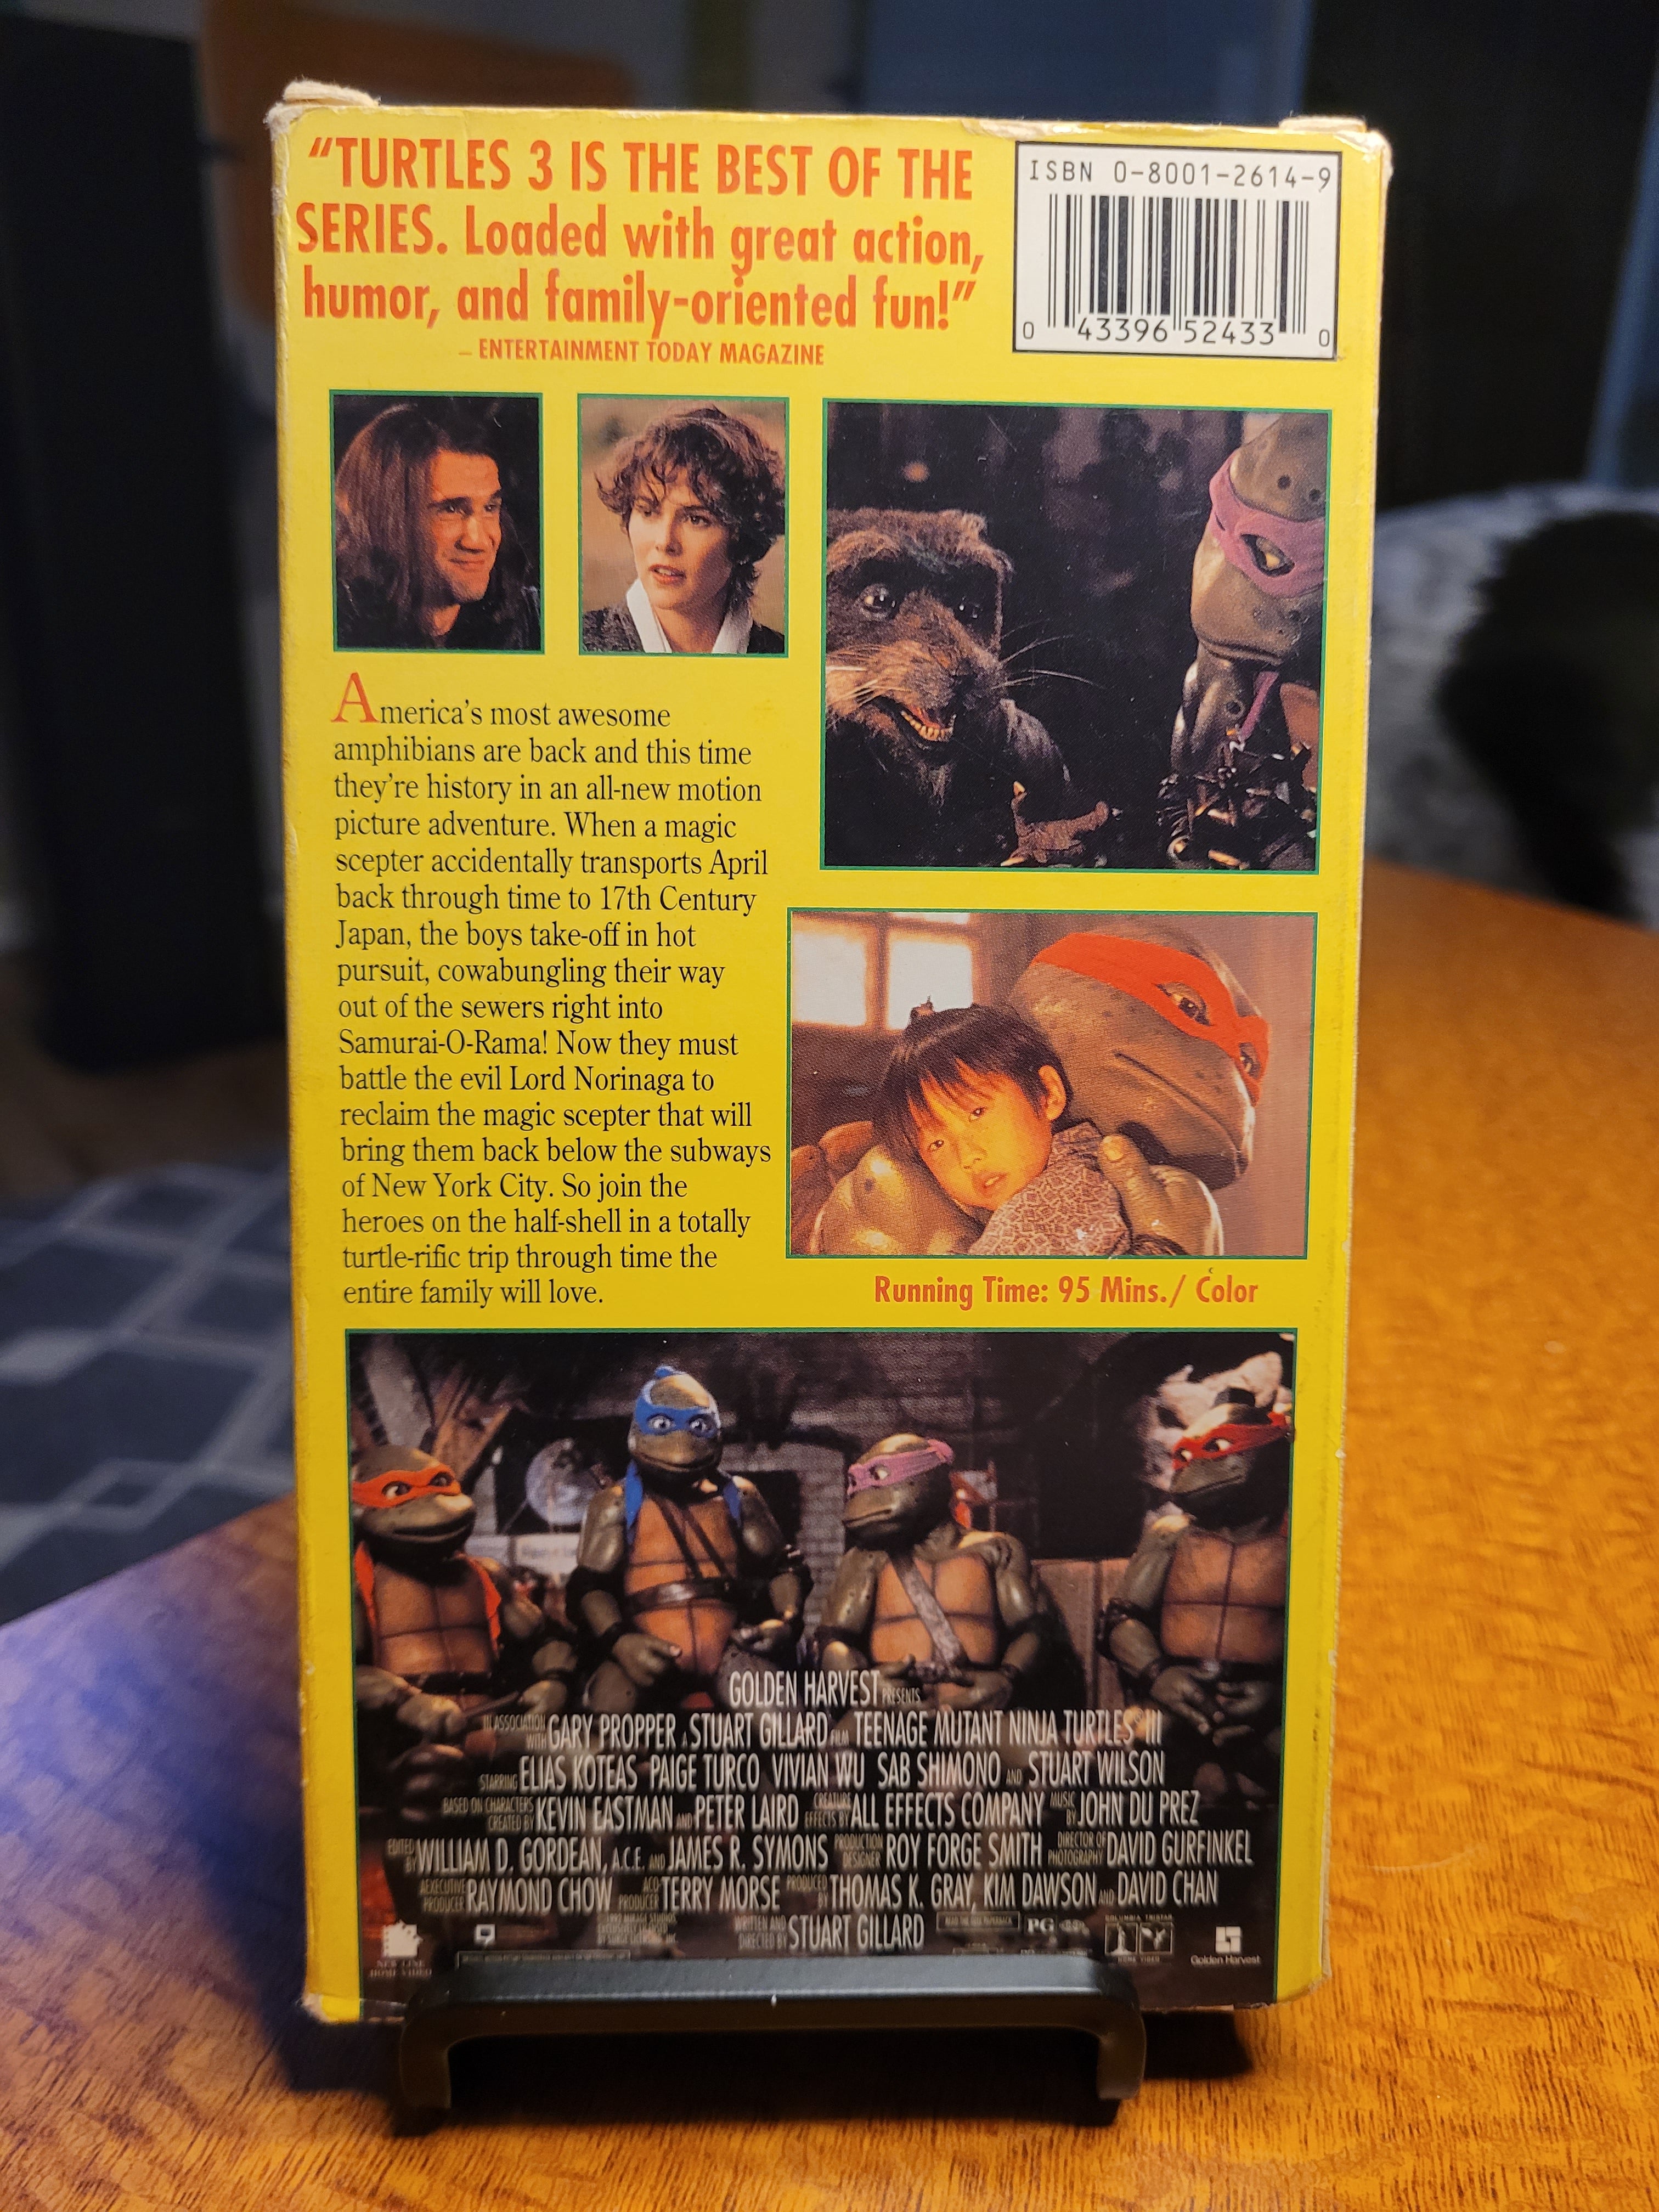 “TURTLES 3 IS THE BEST OF THE
SERIES. Loaded with great action,
humor, and family-oriented fun!”
– ENTERTAINMENT TODAY MAGAZINE
ISBN 0-8001-2614-9
0 43396 52433 0
America’s most awesome
amphibians are back and this time
they’re history in an all-new motion
picture adventure. When a magic
scepter accidentally transports April
back through time to 17th Century
Japan, the boys take-off in hot
pursuit, cowabungling their way
out of the sewers right into
Samurai-O-Rama! Now they must
battle the evil Lord Norinaga to
reclaim the magic scepter that will
bring them back below the subways
of New York City. So join the
heroes on the half-shell in a totally
turtle-rific trip through time the
entire family will love.
Running Time: 95 Mins./ Color
GOLDEN HARVEST PRESENTS
IN ASSOCIATION WITH GARY PROPPER A STUART GILLARD FILM TEENAGE MUTANT NINJA TURTLES III
STARRING ELIAS KOTEAS PAIGE TURCO VIVIAN WU SAB SHIMONO AND STUART WILSON
BASED ON CHARACTERS CREATED BY KEVIN EASTMAN AND PETER LAIRD CREATURE EFFECTS BY ALL EFFECTS COMPANY MUSIC BY JOHN DU PREZ
EDITED BY WILLIAM D. GORDEAN, A.C.E. AND JAMES R. SYMONS PRODUCTION DESIGNER ROY FORGE SMITH DIRECTOR OF PHOTOGRAPHY DAVID GURFINKEL
EXECUTIVE PRODUCER RAYMOND CHOW CO PRODUCER TERRY MORSE PRODUCED BY THOMAS K. GRAY, KIM DAWSON AND DAVID CHAN
WRITTEN AND DIRECTED BY STUART GILLARD
PG
COLUMBIA TRISTAR
HOME VIDEO
NEW LINE
HOME VIDEO
Golden Harvest